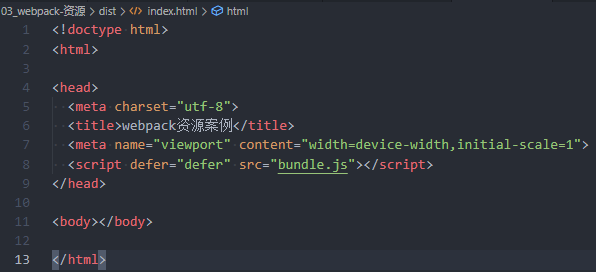 03_webpack-资源 > dist > <> index.html > html
1 <!doctype html>
2 <html>
3
4 <head>
5   <meta charset="utf-8">
6   <title>webpack资源案例</title>
7   <meta name="viewport" content="width=device-width,initial-scale=1">
8   <script defer="defer" src="bundle.js"></script>
9 </head>
10
11 <body></body>
12
13 </html>